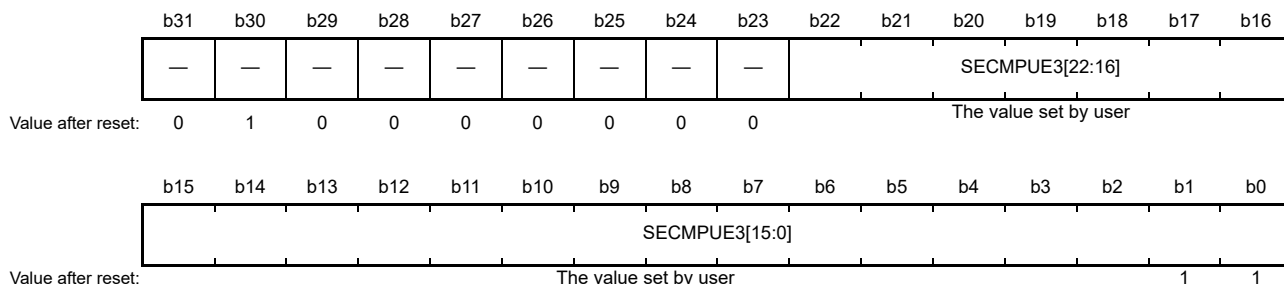 b31 b30 b29 b28 b27 b26 b25 b24 b23 b22 b21 b20 b19 b18 b17 b16
— — — — — — — — — SECMPUE3[22:16]
Value after reset: 0 1 0 0 0 0 0 0 0 The value set by user
b15 b14 b13 b12 b11 b10 b9 b8 b7 b6 b5 b4 b3 b2 b1 b0
SECMPUE3[15:0]
Value after reset: The value set by user 1 1